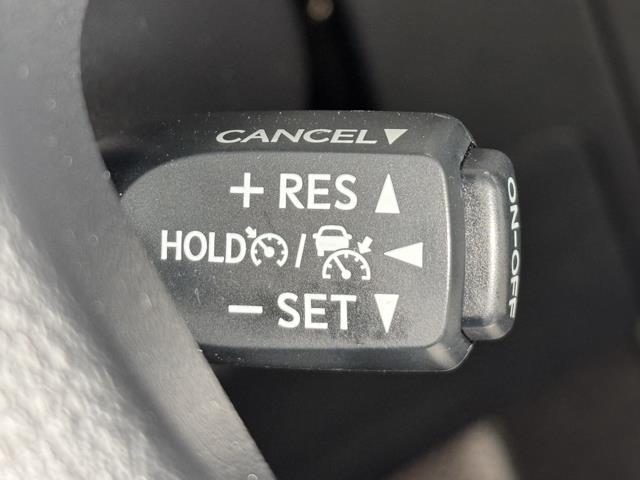 CANCEL ▼
+ RES ▲
HOLD / ◀
− SET ▼
ON-OFF